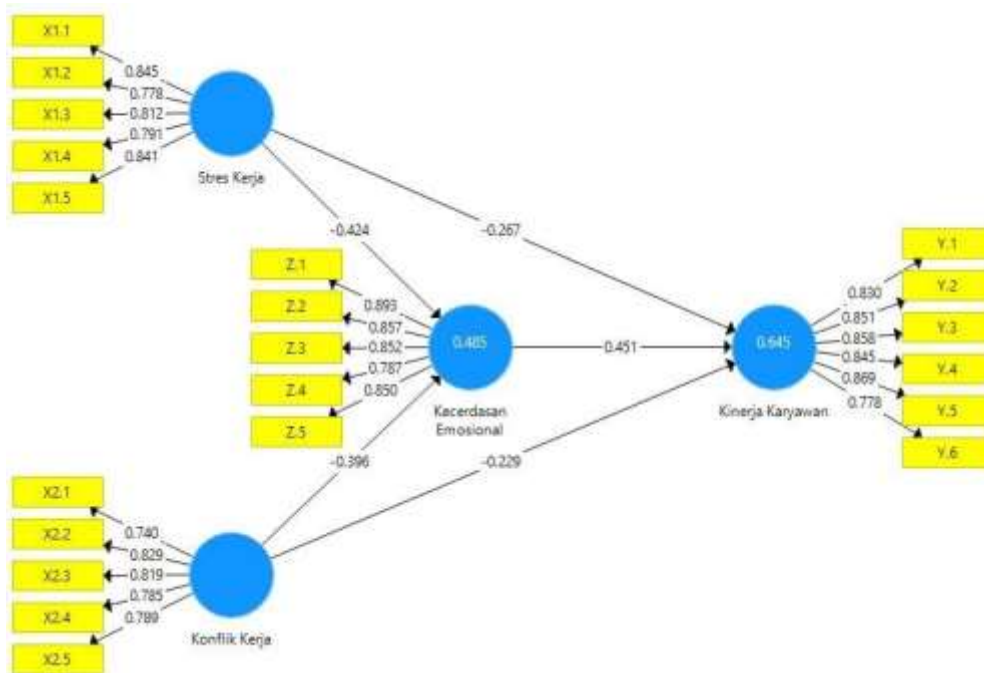 X1.1
X1.2
X1.3
X1.4
X1.5
0.845
0.778
0.812
0.791
0.841
Stres Kerja
-0.424
-0.267
Z.1
Z.2
Z.3
Z.4
Z.5
0.893
0.857
0.852
0.787
0.850
0.485
Kecerdasan
Emosional
0.451
0.645
Kinerja Karyawan
Y.1
Y.2
Y.3
Y.4
Y.5
Y.6
0.830
0.851
0.858
0.845
0.869
0.778
-0.396
-0.229
X2.1
X2.2
X2.3
X2.4
X2.5
0.740
0.829
0.819
0.785
0.789
Konflik Kerja